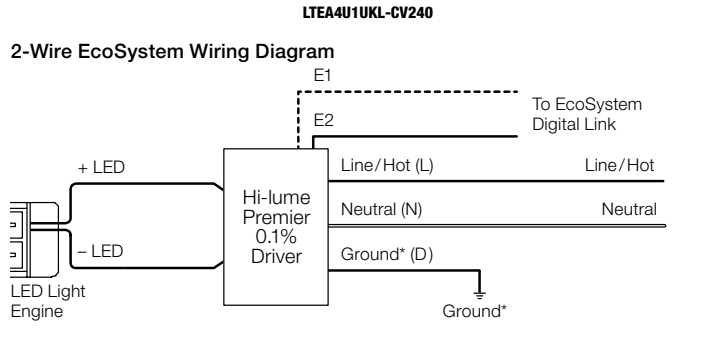 LTEA4U1UKL-CV240
2-Wire EcoSystem Wiring Diagram
E1
E2
To EcoSystem
Digital Link
+ LED
Line/Hot (L)
Line/Hot
Hi-lume
Premier
0.1%
Driver
Neutral (N)
Neutral
– LED
Ground* (D)
LED Light
Engine
Ground*